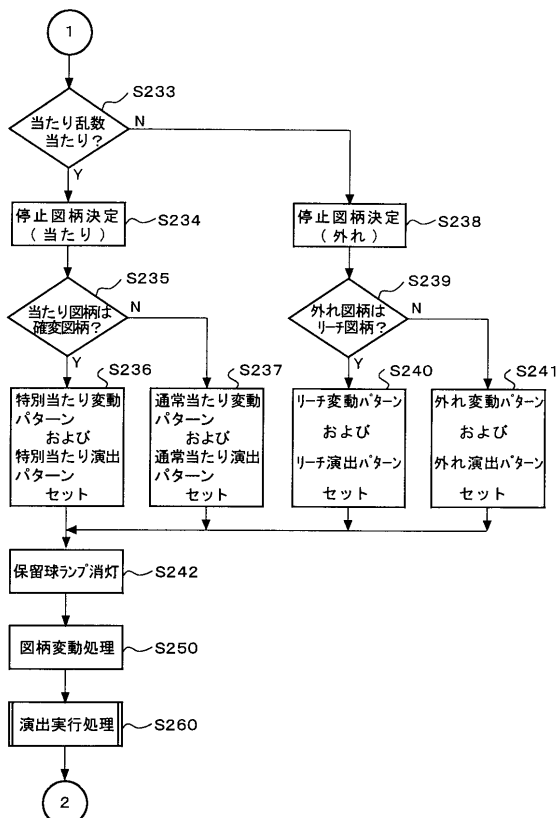 1
S233
当たり乱数
当たり?
N
Y
停止図柄決定
(当たり)
S234
停止図柄決定
(外れ)
S238
S235
当たり図柄は
確変図柄?
N
Y
S239
外れ図柄は
リーチ図柄?
N
Y
S236
特別当たり変動
パターン
および
特別当たり演出
パターン
セット
S237
通常当たり変動
パターン
および
通常当たり演出
パターン
セット
S240
リーチ変動パターン
および
リーチ演出パターン
セット
S241
外れ変動パターン
および
外れ演出パターン
セット
保留球ランプ消灯
S242
図柄変動処理
S250
演出実行処理
S260
2